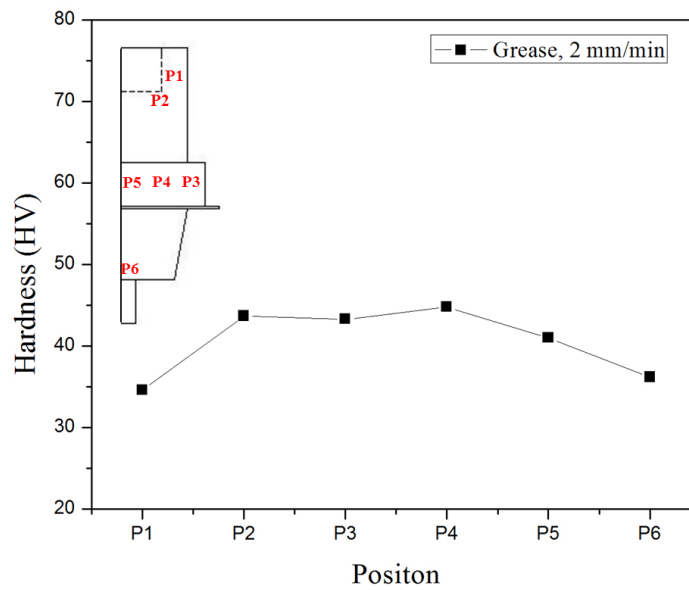 80
70
60
50
40
30
20
Hardness (HV)
Grease, 2 mm/min
P1
P2
P5 P4 P3
P6
P1 P2 P3 P4 P5 P6
Positon